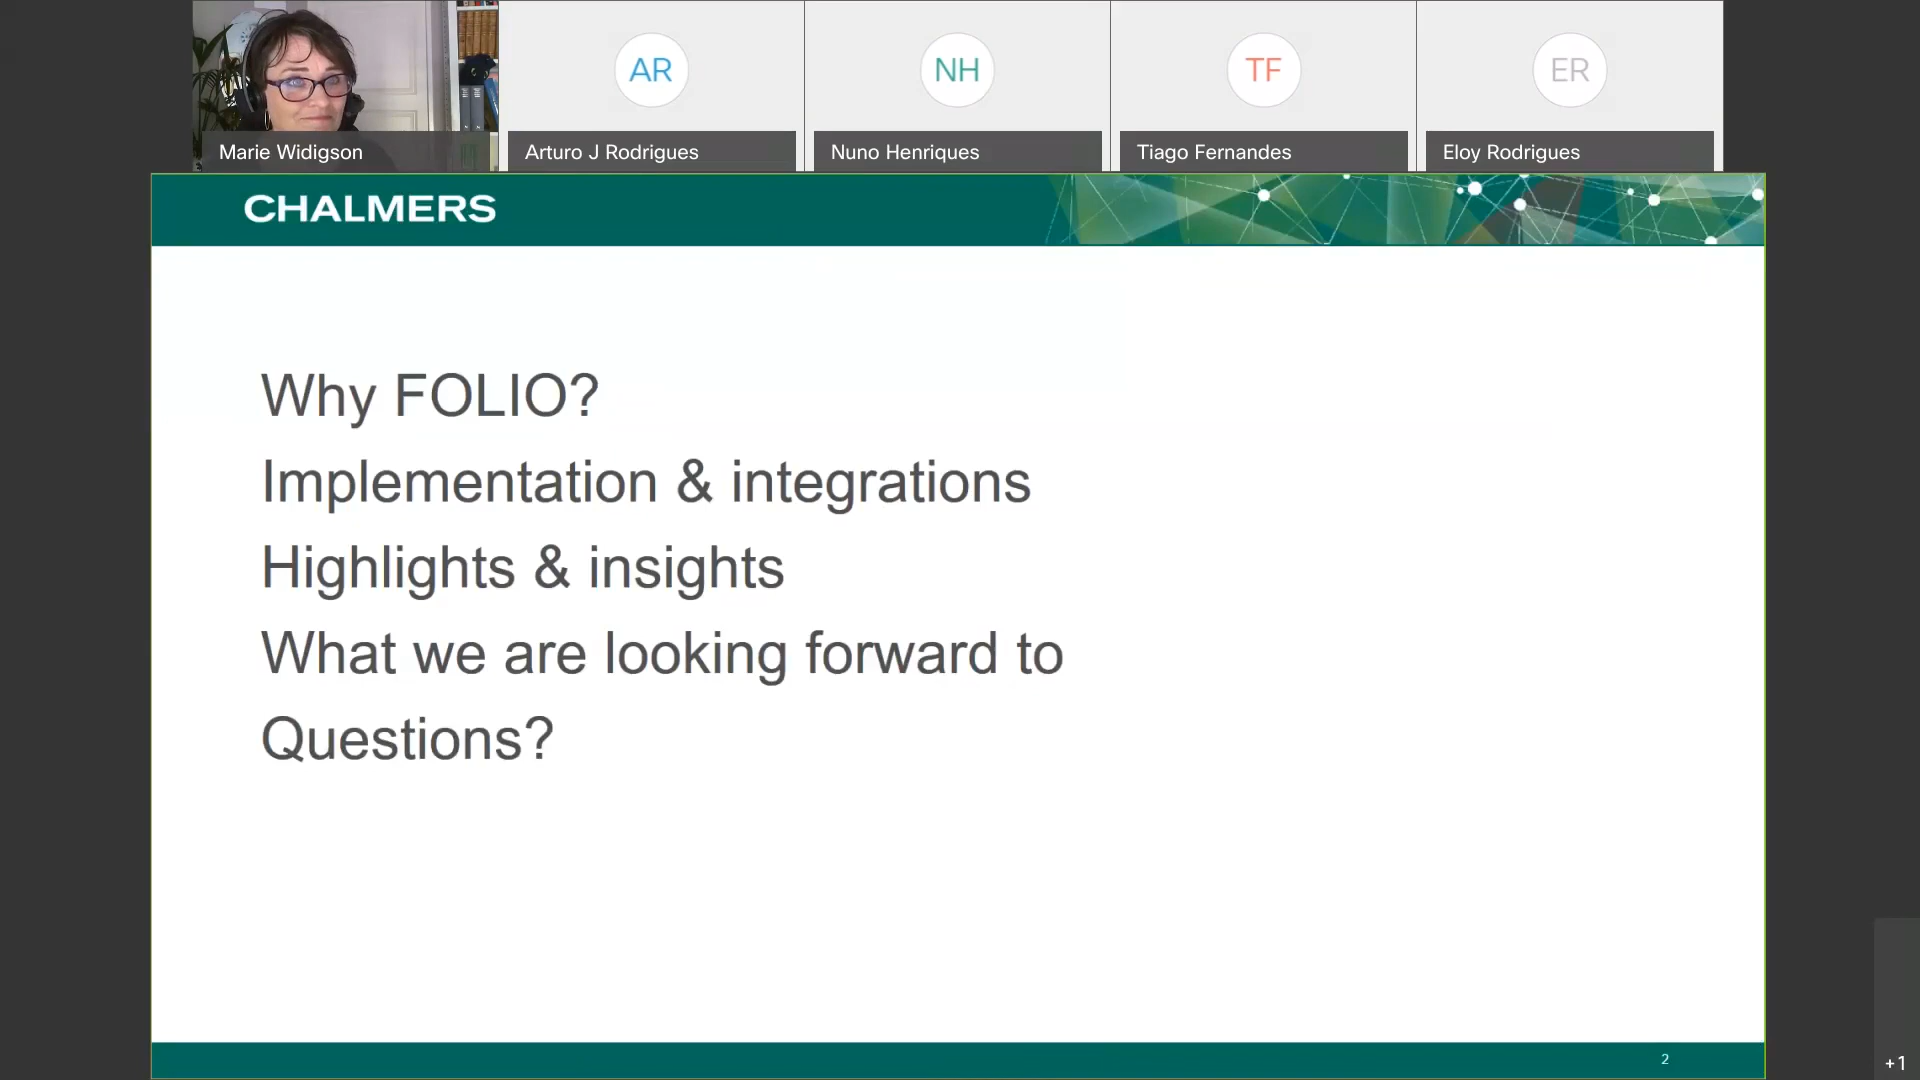 AR
NH
TF
ER
Marie Widigson
Arturo J Rodrigues
Nuno Henriques
Tiago Fernandes
Eloy Rodrigues
CHALMERS
Why FOLIO?
Implementation & integrations
Highlights & insights
What we are looking forward to
Questions?
2
+1